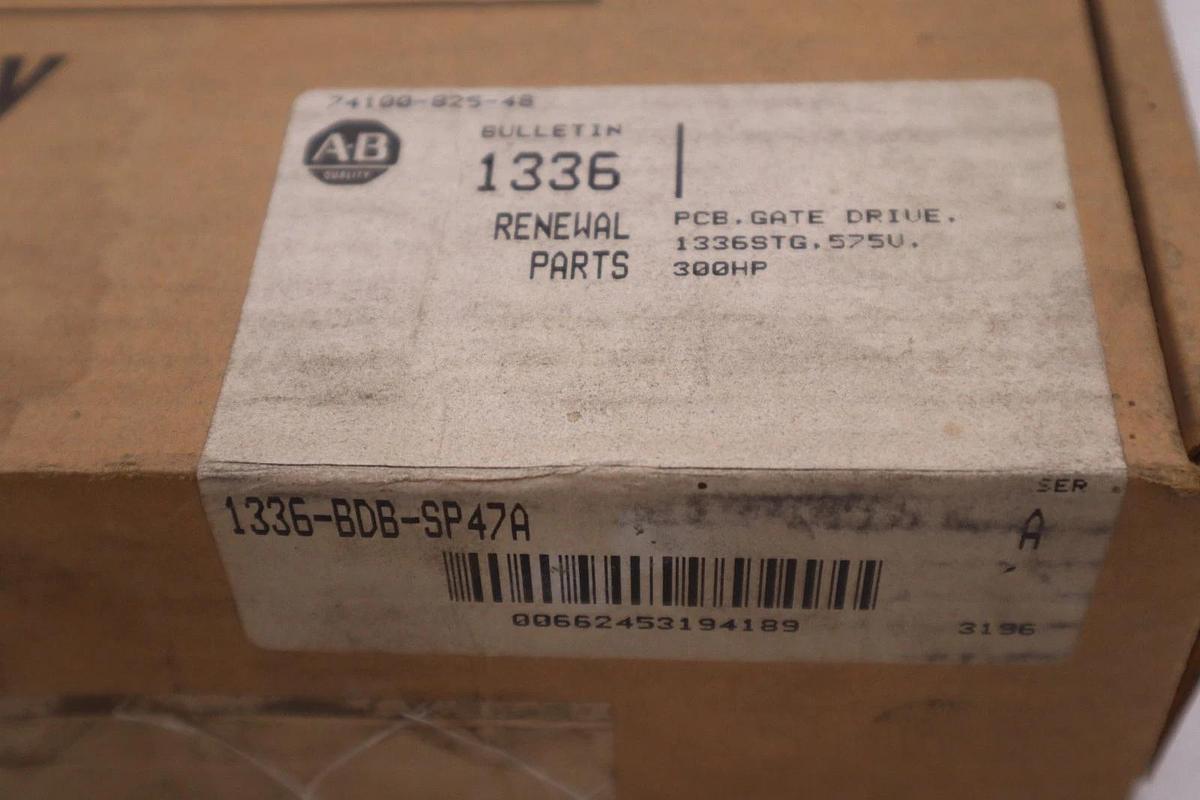 74100-825-48
A-B
QUALITY
BULLETIN
1336
RENEWAL
PARTS
PCB.GATE DRIVE.
1336STG.575V.
300HP
1336-BDB-SP47A
SER
A
00662453194189
3196